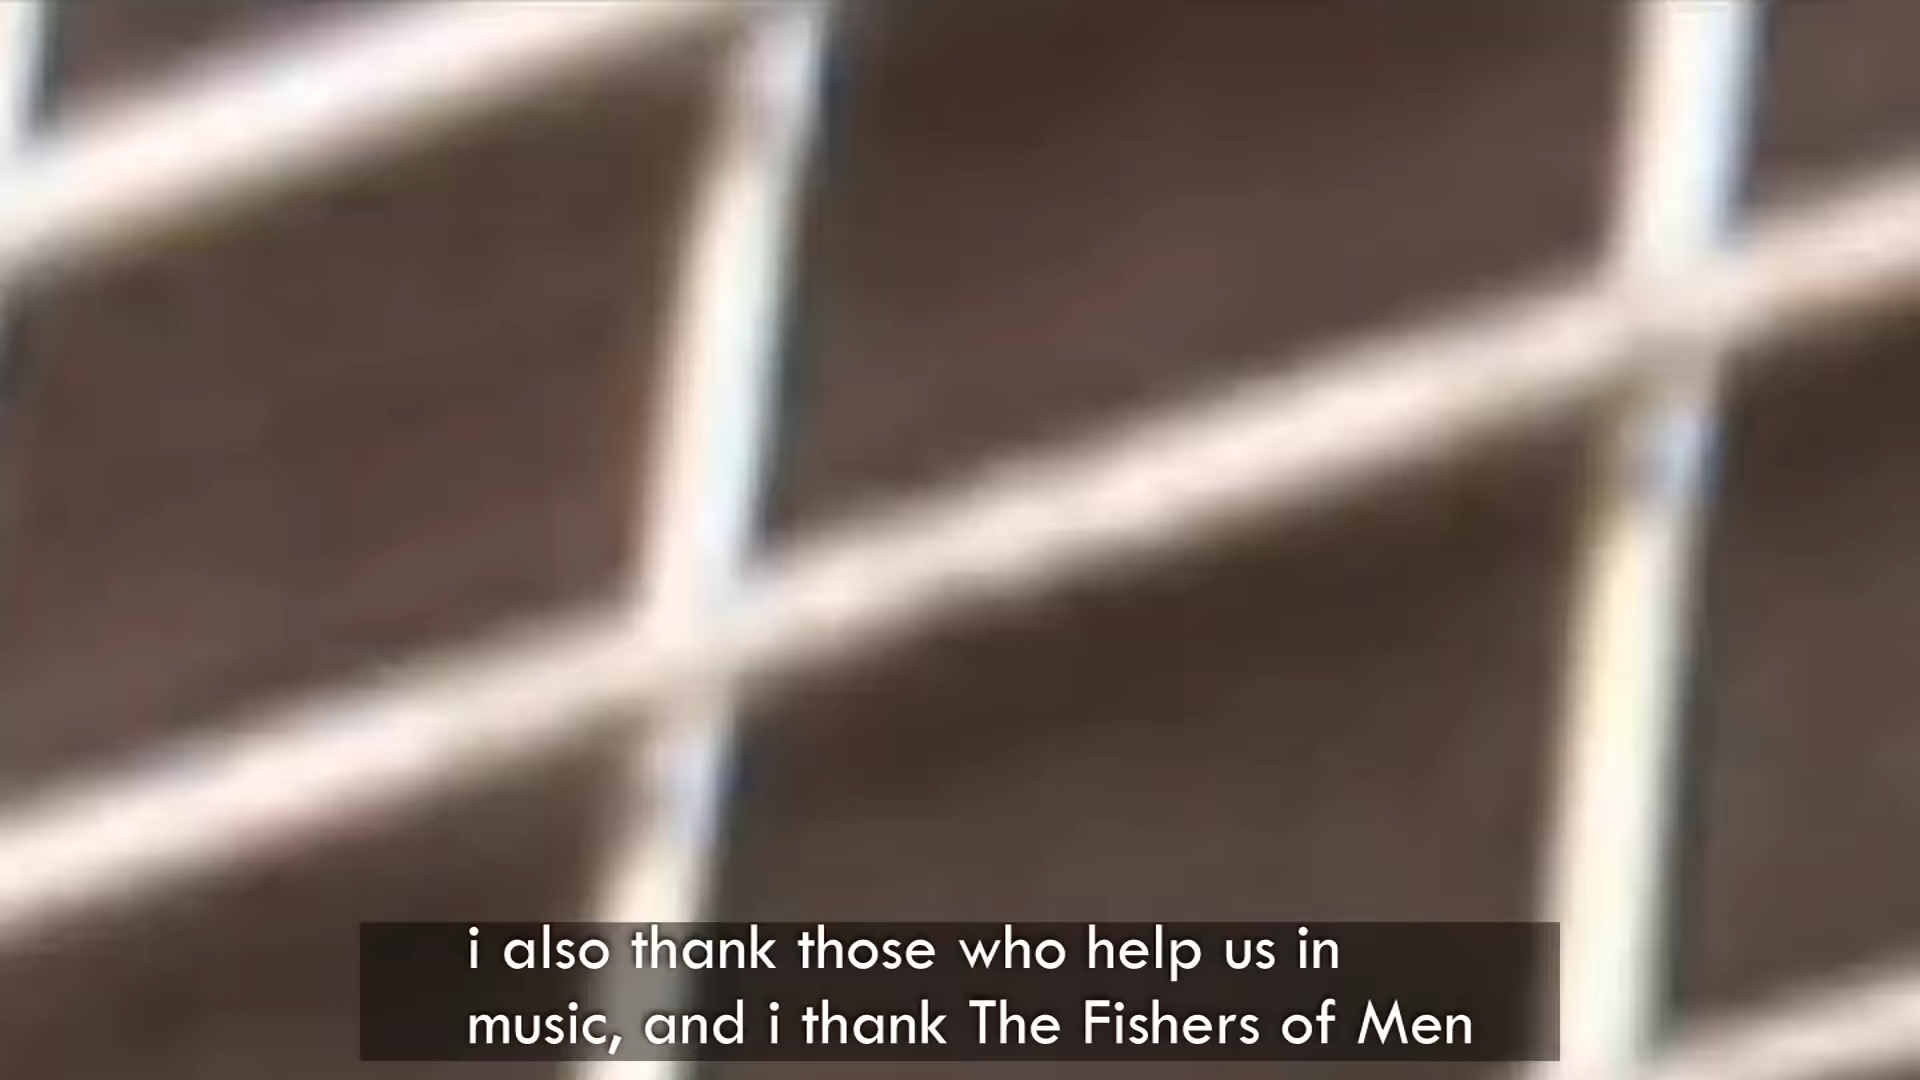 i also thank those who help us in
music, and i thank The Fishers of Men